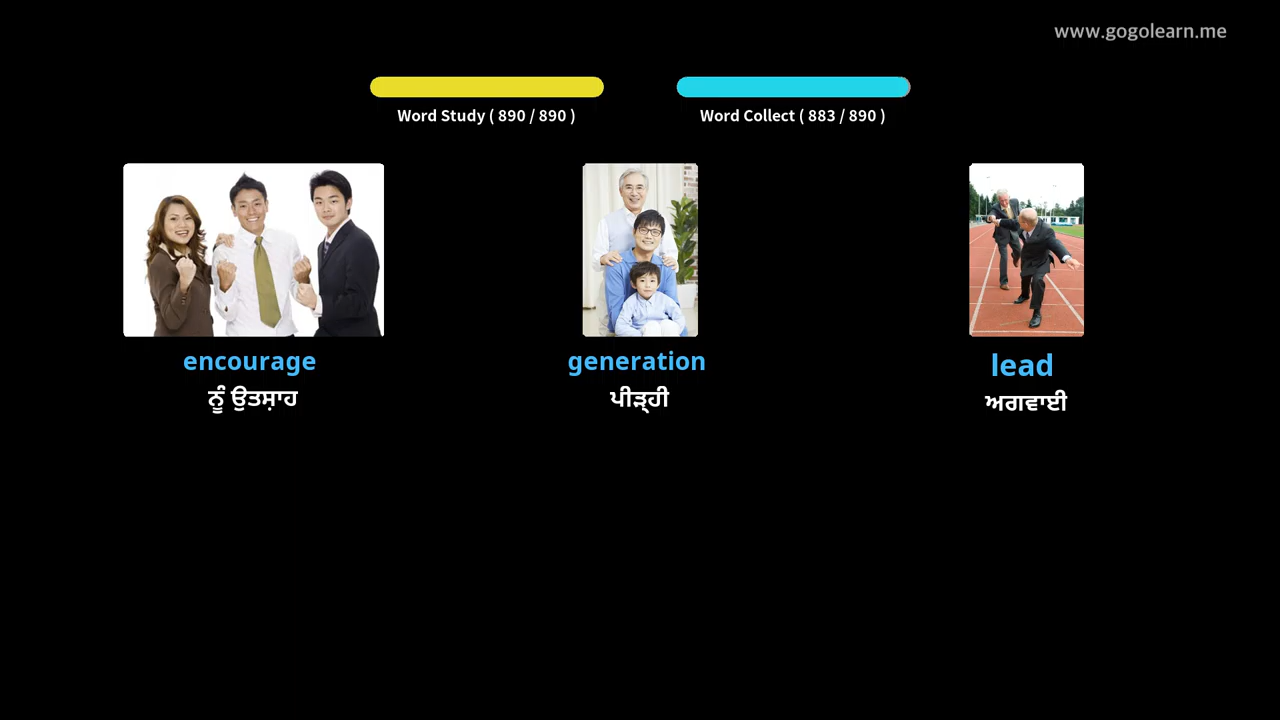 www.gogolearn.me
Word Study ( 890 / 890 )
Word Collect ( 883 / 890 )
encourage
ਨੂੰ ਉਤਸ਼ਾਹ
generation
ਪੀੜ੍ਹੀ
lead
ਅਗਵਾਈ